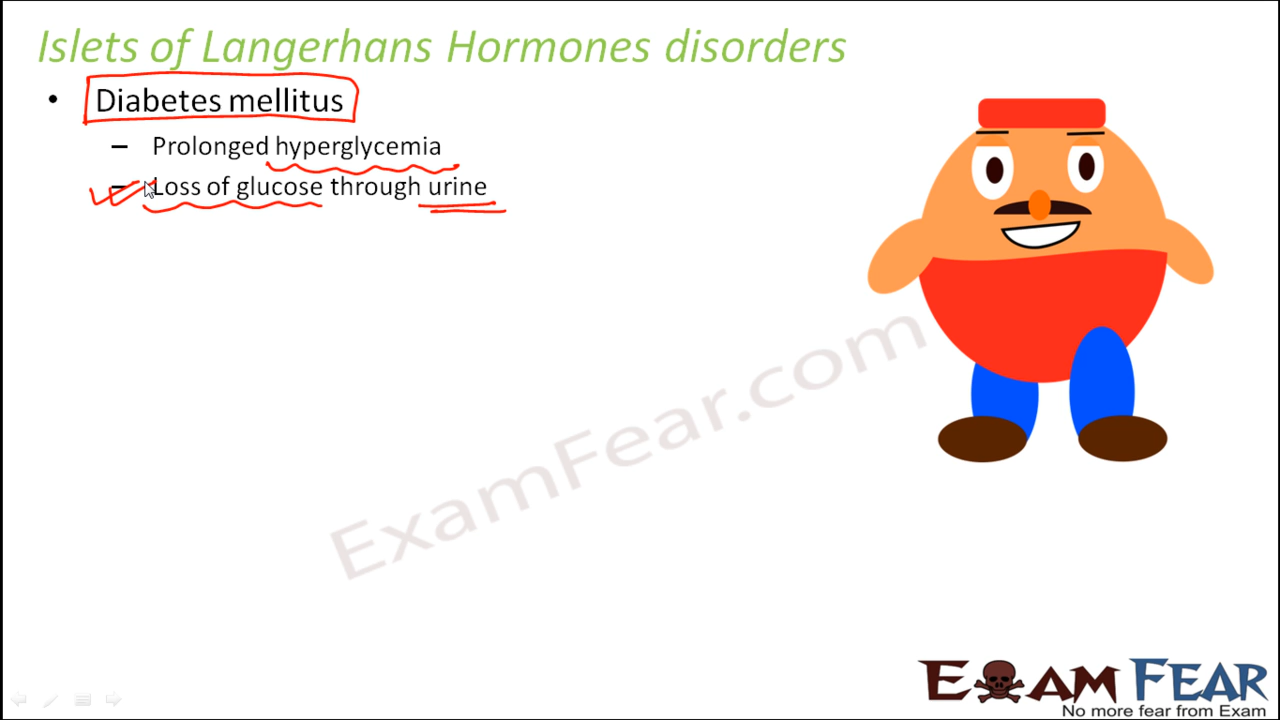 Islets of Langerhans Hormones disorders
• Diabetes mellitus
– Prolonged hyperglycemia
– Loss of glucose through urine
ExamFear.com
EXAM FEAR
No more fear from Exam